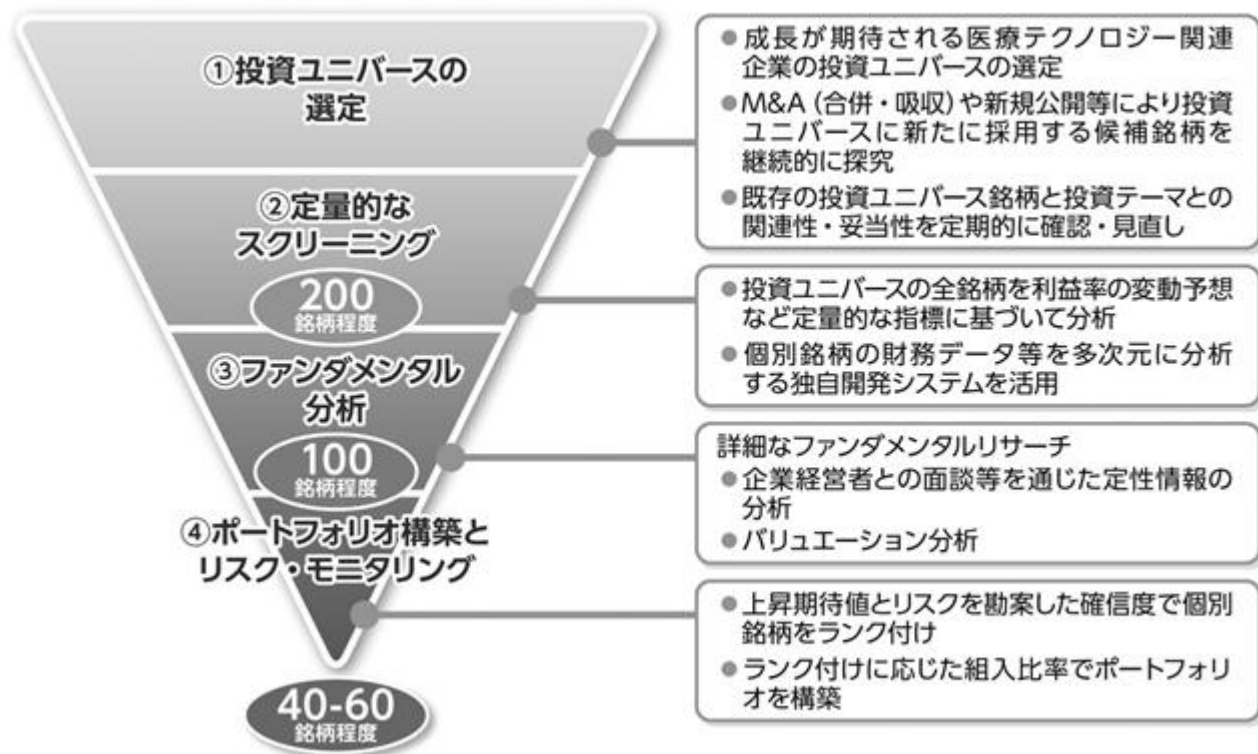 ①投資ユニバースの
選定
②定量的な
スクリーニング
200
銘柄程度
③ファンダメンタル
分析
100
銘柄程度
④ポートフォリオ構築と
リスク・モニタリング
40-60
銘柄程度
●成長が期待される医療テクノロジー関連
企業の投資ユニバースの選定
●M&A（合併・吸収）や新規公開等により投資
ユニバースに新たに採用する候補銘柄を
継続的に探究
●既存の投資ユニバース銘柄と投資テーマとの
関連性・妥当性を定期的に確認・見直し
●投資ユニバースの全銘柄を利益率の変動予想
など定量的な指標に基づいて分析
●個別銘柄の財務データ等を多次元に分析
する独自開発システムを活用
詳細なファンダメンタルリサーチ
●企業経営者との面談等を通じた定性情報の
分析
●バリュエーション分析
●上昇期待値とリスクを勘案した確信度で個別
銘柄をランク付け
●ランク付けに応じた組入比率でポートフォリ
オを構築